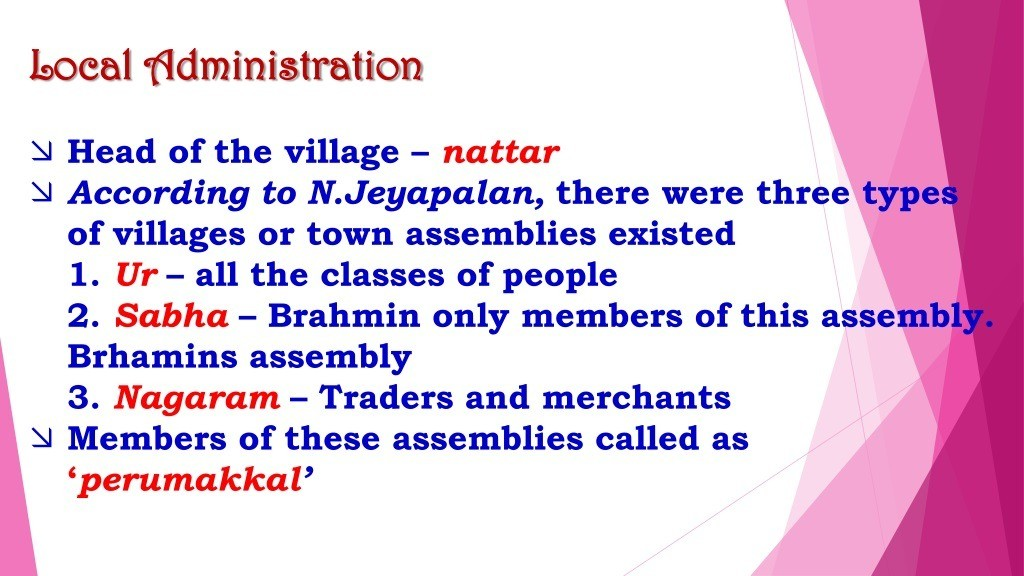 Local Administration
Head of the village – nattar
According to N.Jeyapalan, there were three types
of villages or town assemblies existed
1. Ur – all the classes of people
2. Sabha – Brahmin only members of this assembly.
Brhamins assembly
3. Nagaram – Traders and merchants
Members of these assemblies called as
‘perumakkal’